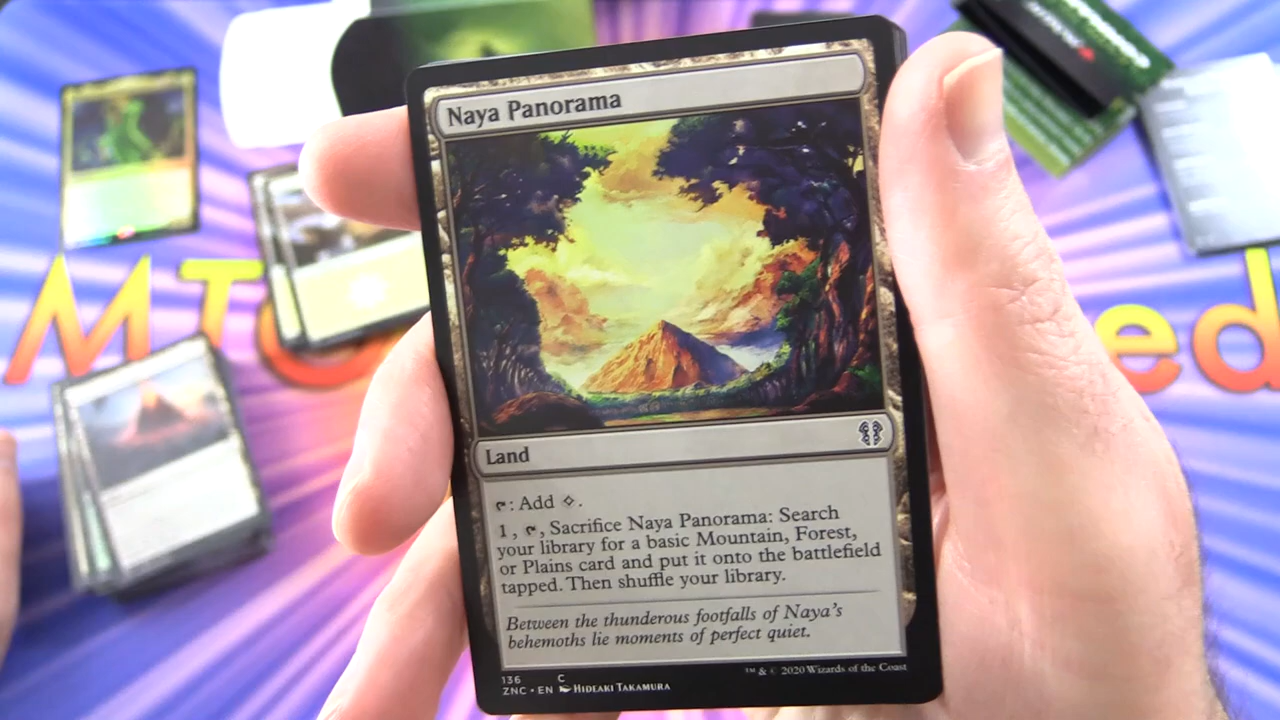 Naya Panorama
MTG
ed
Land
: Add .
1, , Sacrifice Naya Panorama: Search
your library for a basic Mountain, Forest,
or Plains card and put it onto the battlefield
tapped. Then shuffle your library.
Between the thunderous footfalls of Naya's
behemoths lie moments of perfect quiet.
136 C
ZNC • EN HIDEAKI TAKAMURA
™ & © 2020 Wizards of the Coast